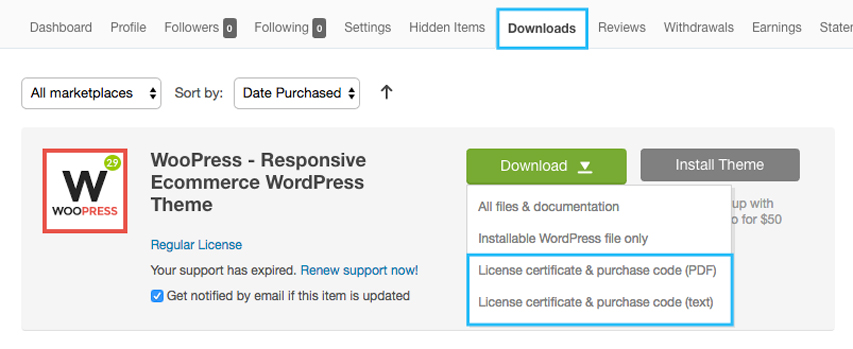 Dashboard Profile Followers 0 Following 0 Settings Hidden Items Downloads Reviews Withdrawals Earnings
All marketplaces Sort by: Date Purchased
29
W
WOOPRESS
WooPress - Responsive
Ecommerce WordPress
Theme
Regular License
Your support has expired. Renew support now!
Get notified by email if this item is updated
Download Install Theme
All files & documentation
up with
Installable WordPress file only
o for $50
License certificate & purchase code (PDF)
License certificate & purchase code (text)